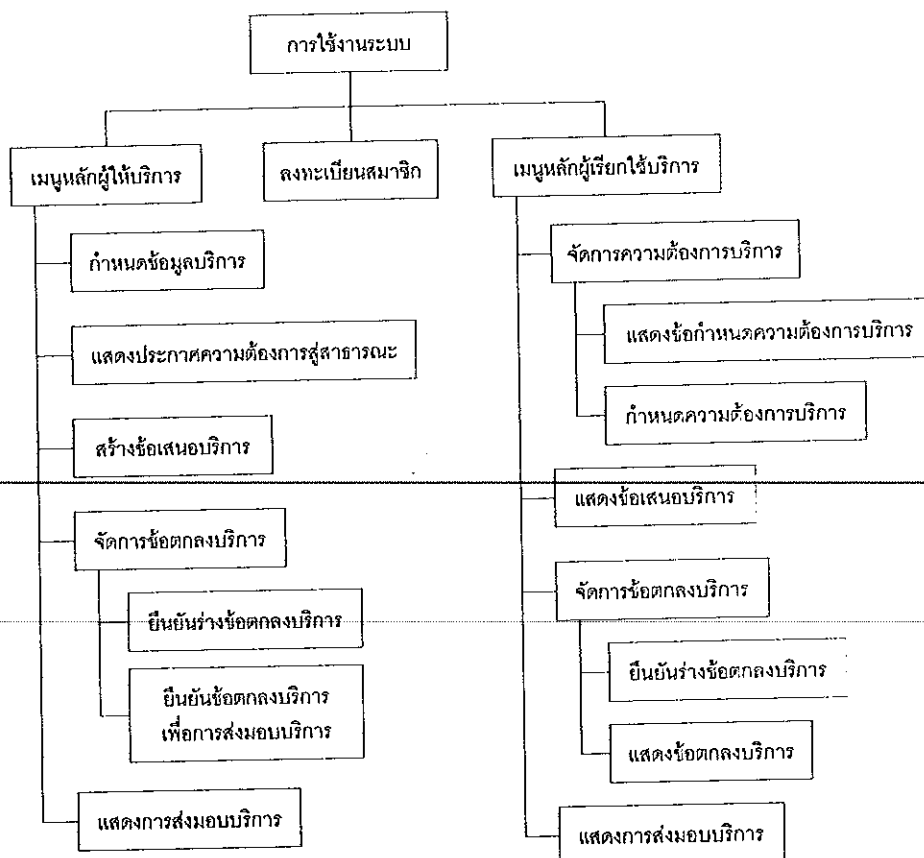 การใช้งานระบบ
เมนูหลักผู้ให้บริการ
ลงทะเบียนสมาชิก
เมนูหลักผู้เรียกใช้บริการ
กำหนดข้อมูลบริการ
แสดงประกาศความต้องการสู่สาธารณะ
สร้างข้อเสนอบริการ
จัดการข้อตกลงบริการ
ยืนยันร่างข้อตกลงบริการ
ยืนยันข้อตกลงบริการ
เพื่อการส่งมอบบริการ
แสดงการส่งมอบบริการ
จัดการความต้องการบริการ
แสดงข้อกำหนดความต้องการบริการ
กำหนดความต้องการบริการ
แสดงข้อเสนอบริการ
จัดการข้อตกลงบริการ
ยืนยันร่างข้อตกลงบริการ
แสดงข้อตกลงบริการ
แสดงการส่งมอบบริการ